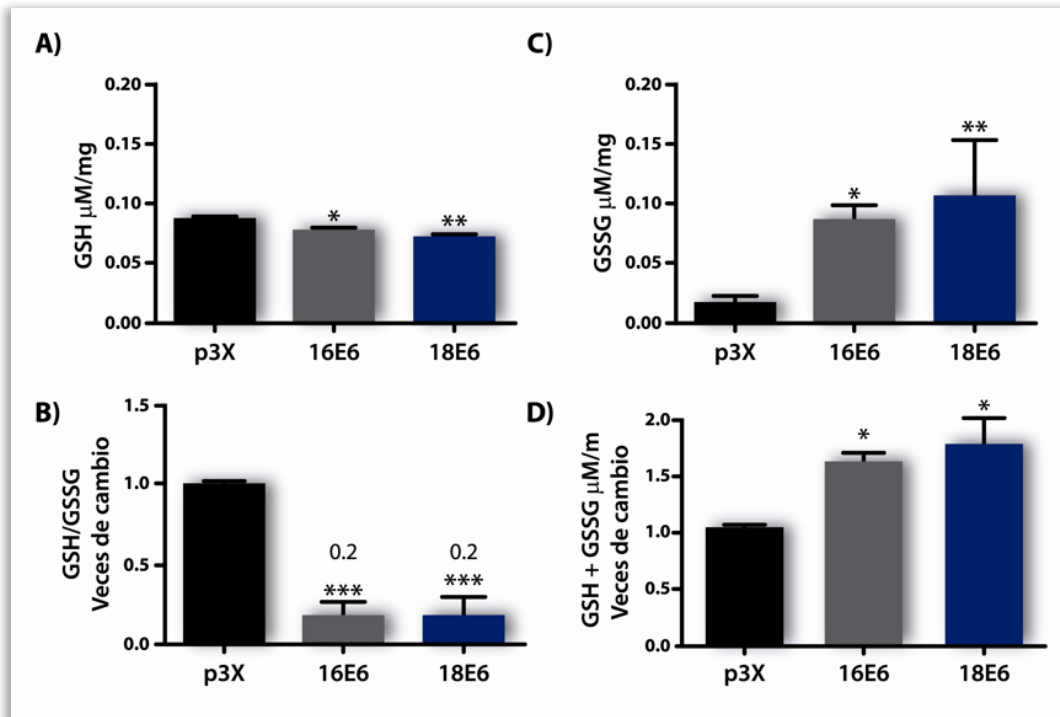 A)
GSH μM/mg
0.20
0.15
0.10
0.05
0.00
*
**
p3X
16E6
18E6
C)
GSSG μM/mg
0.20
0.15
0.10
0.05
0.00
*
**
p3X
16E6
18E6
B)
GSH/GSSG
Veces de cambio
1.5
1.0
0.5
0.0
0.2
0.2
***
***
p3X
16E6
18E6
D)
GSH + GSSG μM/m
Veces de cambio
2.0
1.5
1.0
0.5
0.0
*
*
p3X
16E6
18E6